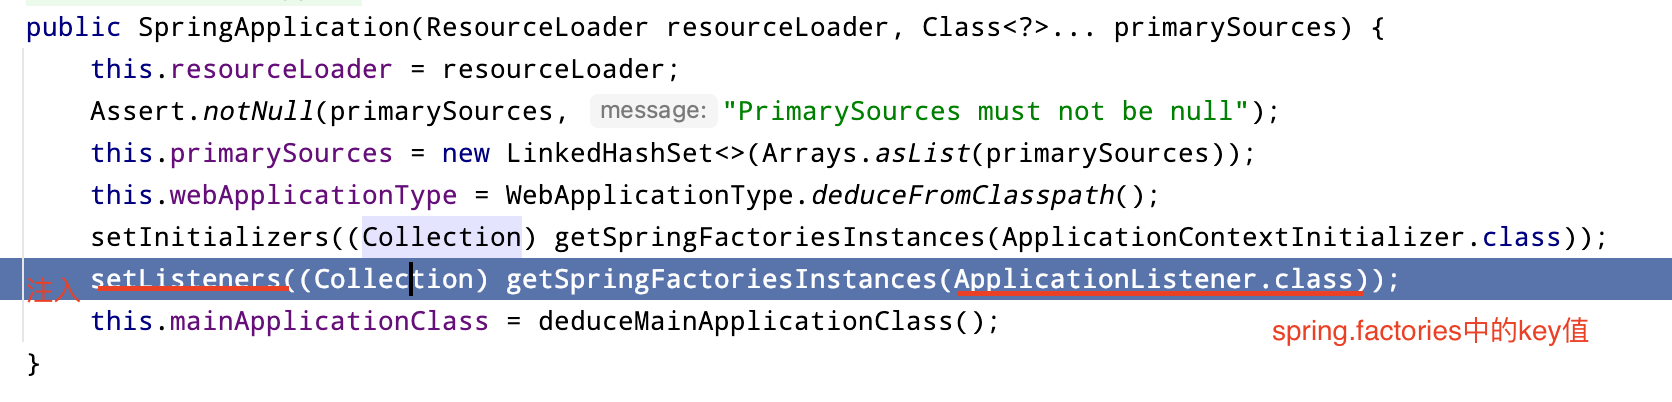 public SpringApplication(ResourceLoader resourceLoader, Class<?>... primarySources) {
this.resourceLoader = resourceLoader;
Assert.notNull(primarySources, message: "PrimarySources must not be null");
this.primarySources = new LinkedHashSet<>(Arrays.asList(primarySources));
this.webApplicationType = WebApplicationType.deduceFromClasspath();
setInitializers((Collection) getSpringFactoriesInstances(ApplicationContextInitializer.class));
注入 setListeners((Collection) getSpringFactoriesInstances(ApplicationListener.class));
this.mainApplicationClass = deduceMainApplicationClass();
spring.factories中的key值
}